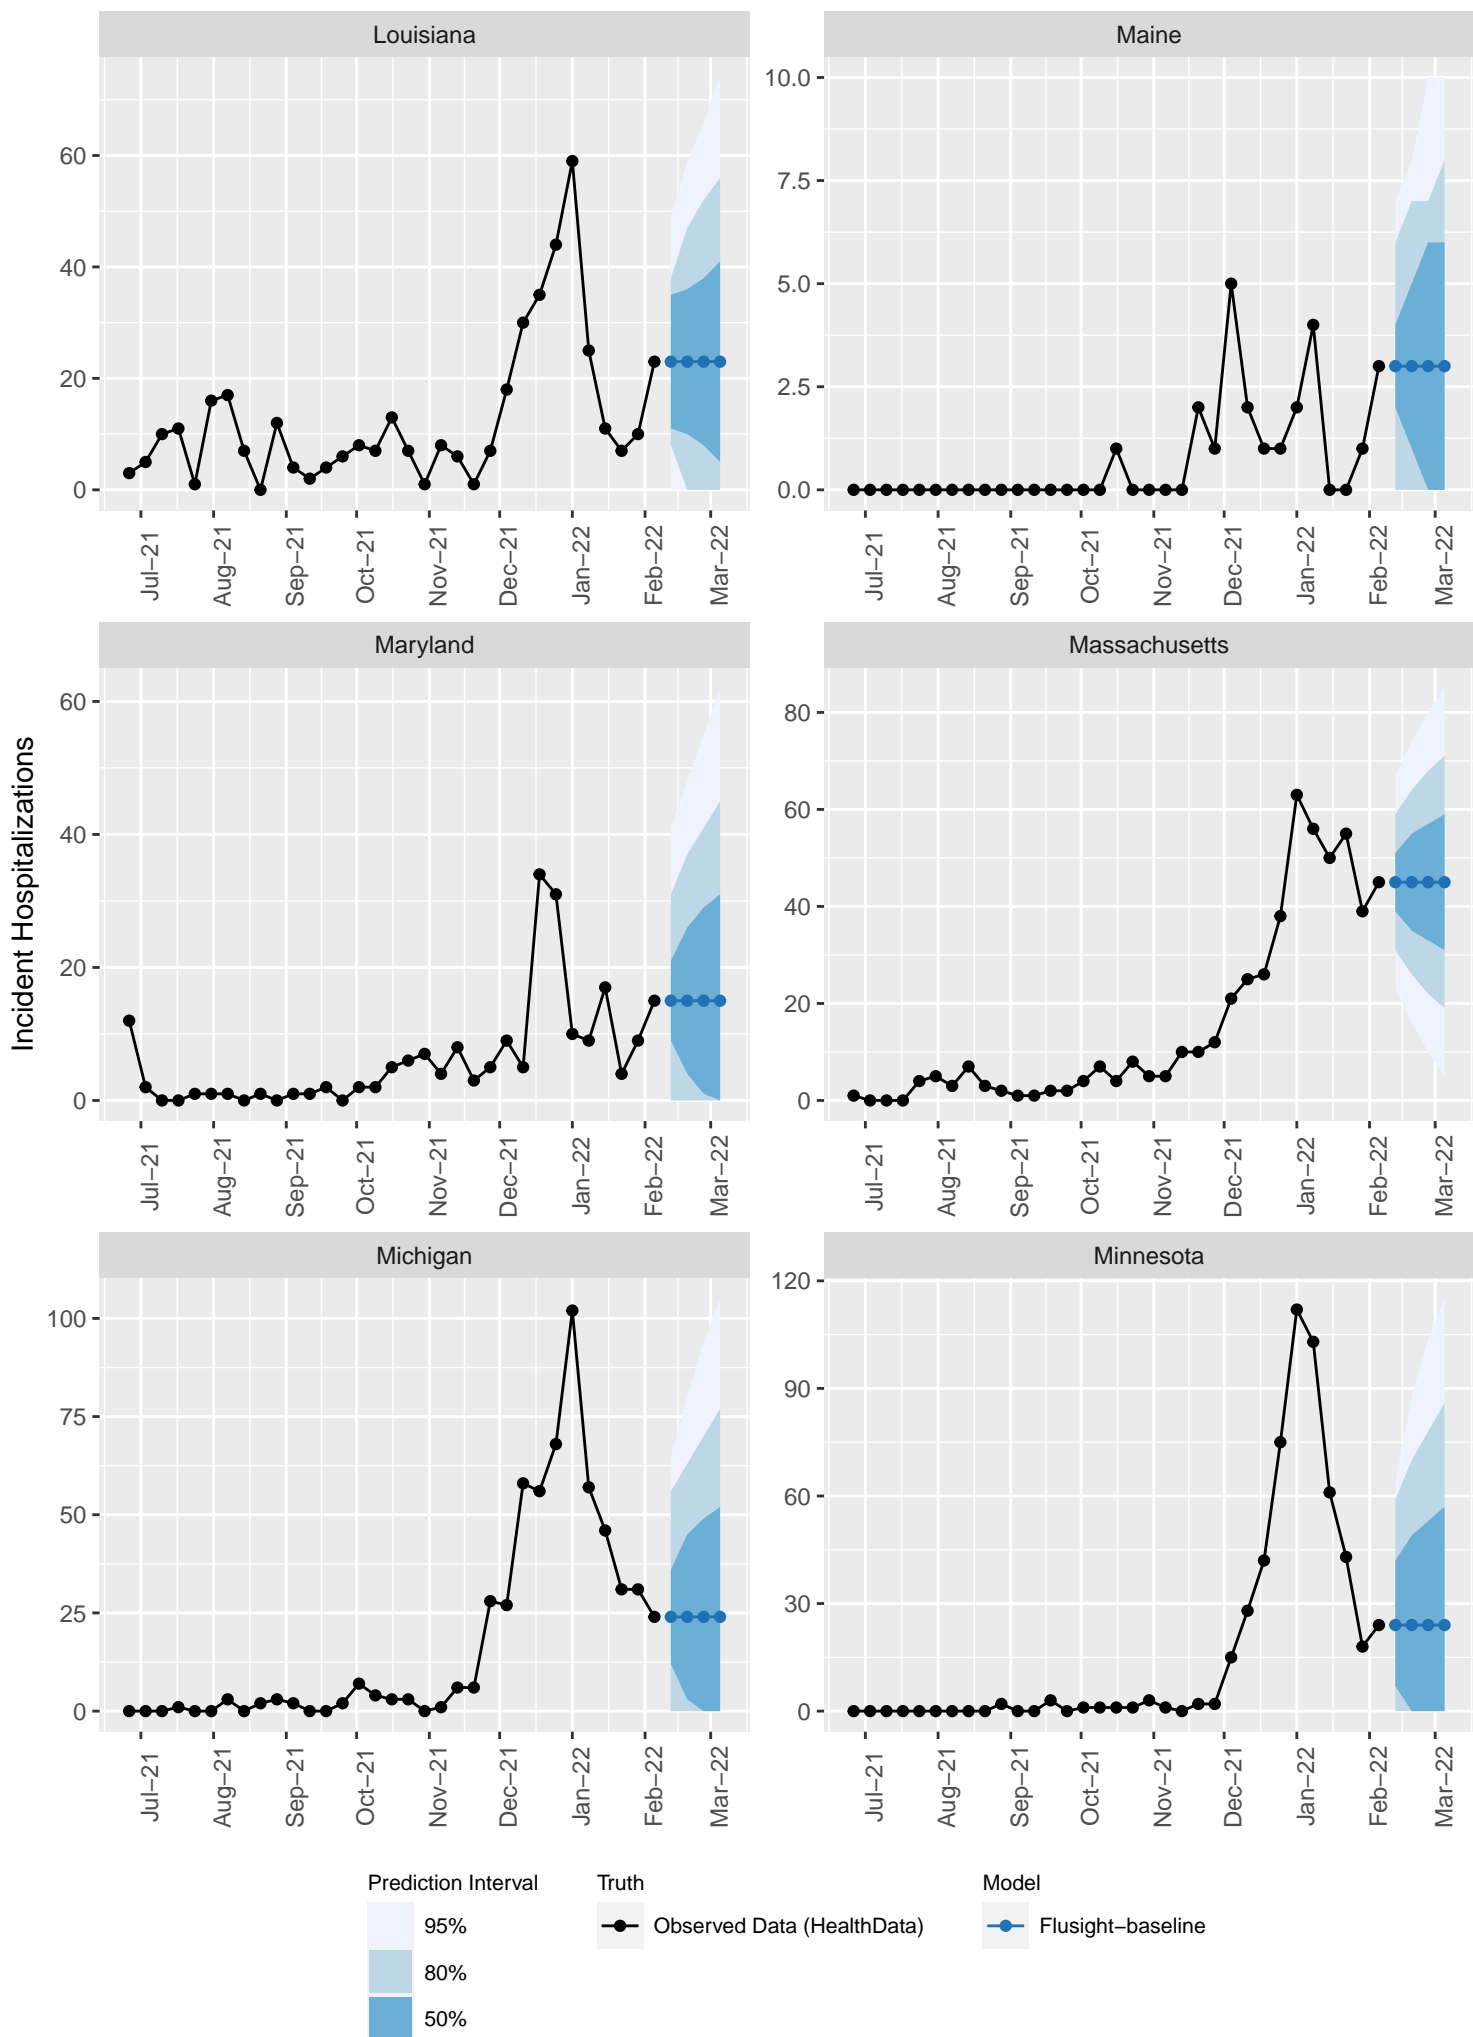 Louisiana
Maine
60
40
20
0
10.0
7.5
5.0
2.5
0.0
Jul−21
Aug−21
Sep−21
Oct−21
Nov−21
Dec−21
Jan−22
Feb−22
Mar−22
Jul−21
Aug−21
Sep−21
Oct−21
Nov−21
Dec−21
Jan−22
Feb−22
Mar−22
Incident Hospitalizations
Maryland
Massachusetts
60
40
20
0
80
60
40
20
0
Jul−21
Aug−21
Sep−21
Oct−21
Nov−21
Dec−21
Jan−22
Feb−22
Mar−22
Jul−21
Aug−21
Sep−21
Oct−21
Nov−21
Dec−21
Jan−22
Feb−22
Mar−22
Michigan
Minnesota
100
75
50
25
0
120
90
60
30
0
Jul−21
Aug−21
Sep−21
Oct−21
Nov−21
Dec−21
Jan−22
Feb−22
Mar−22
Jul−21
Aug−21
Sep−21
Oct−21
Nov−21
Dec−21
Jan−22
Feb−22
Mar−22
Prediction Interval
95%
80%
50%
Truth
Observed Data (HealthData)
Model
Flusight−baseline